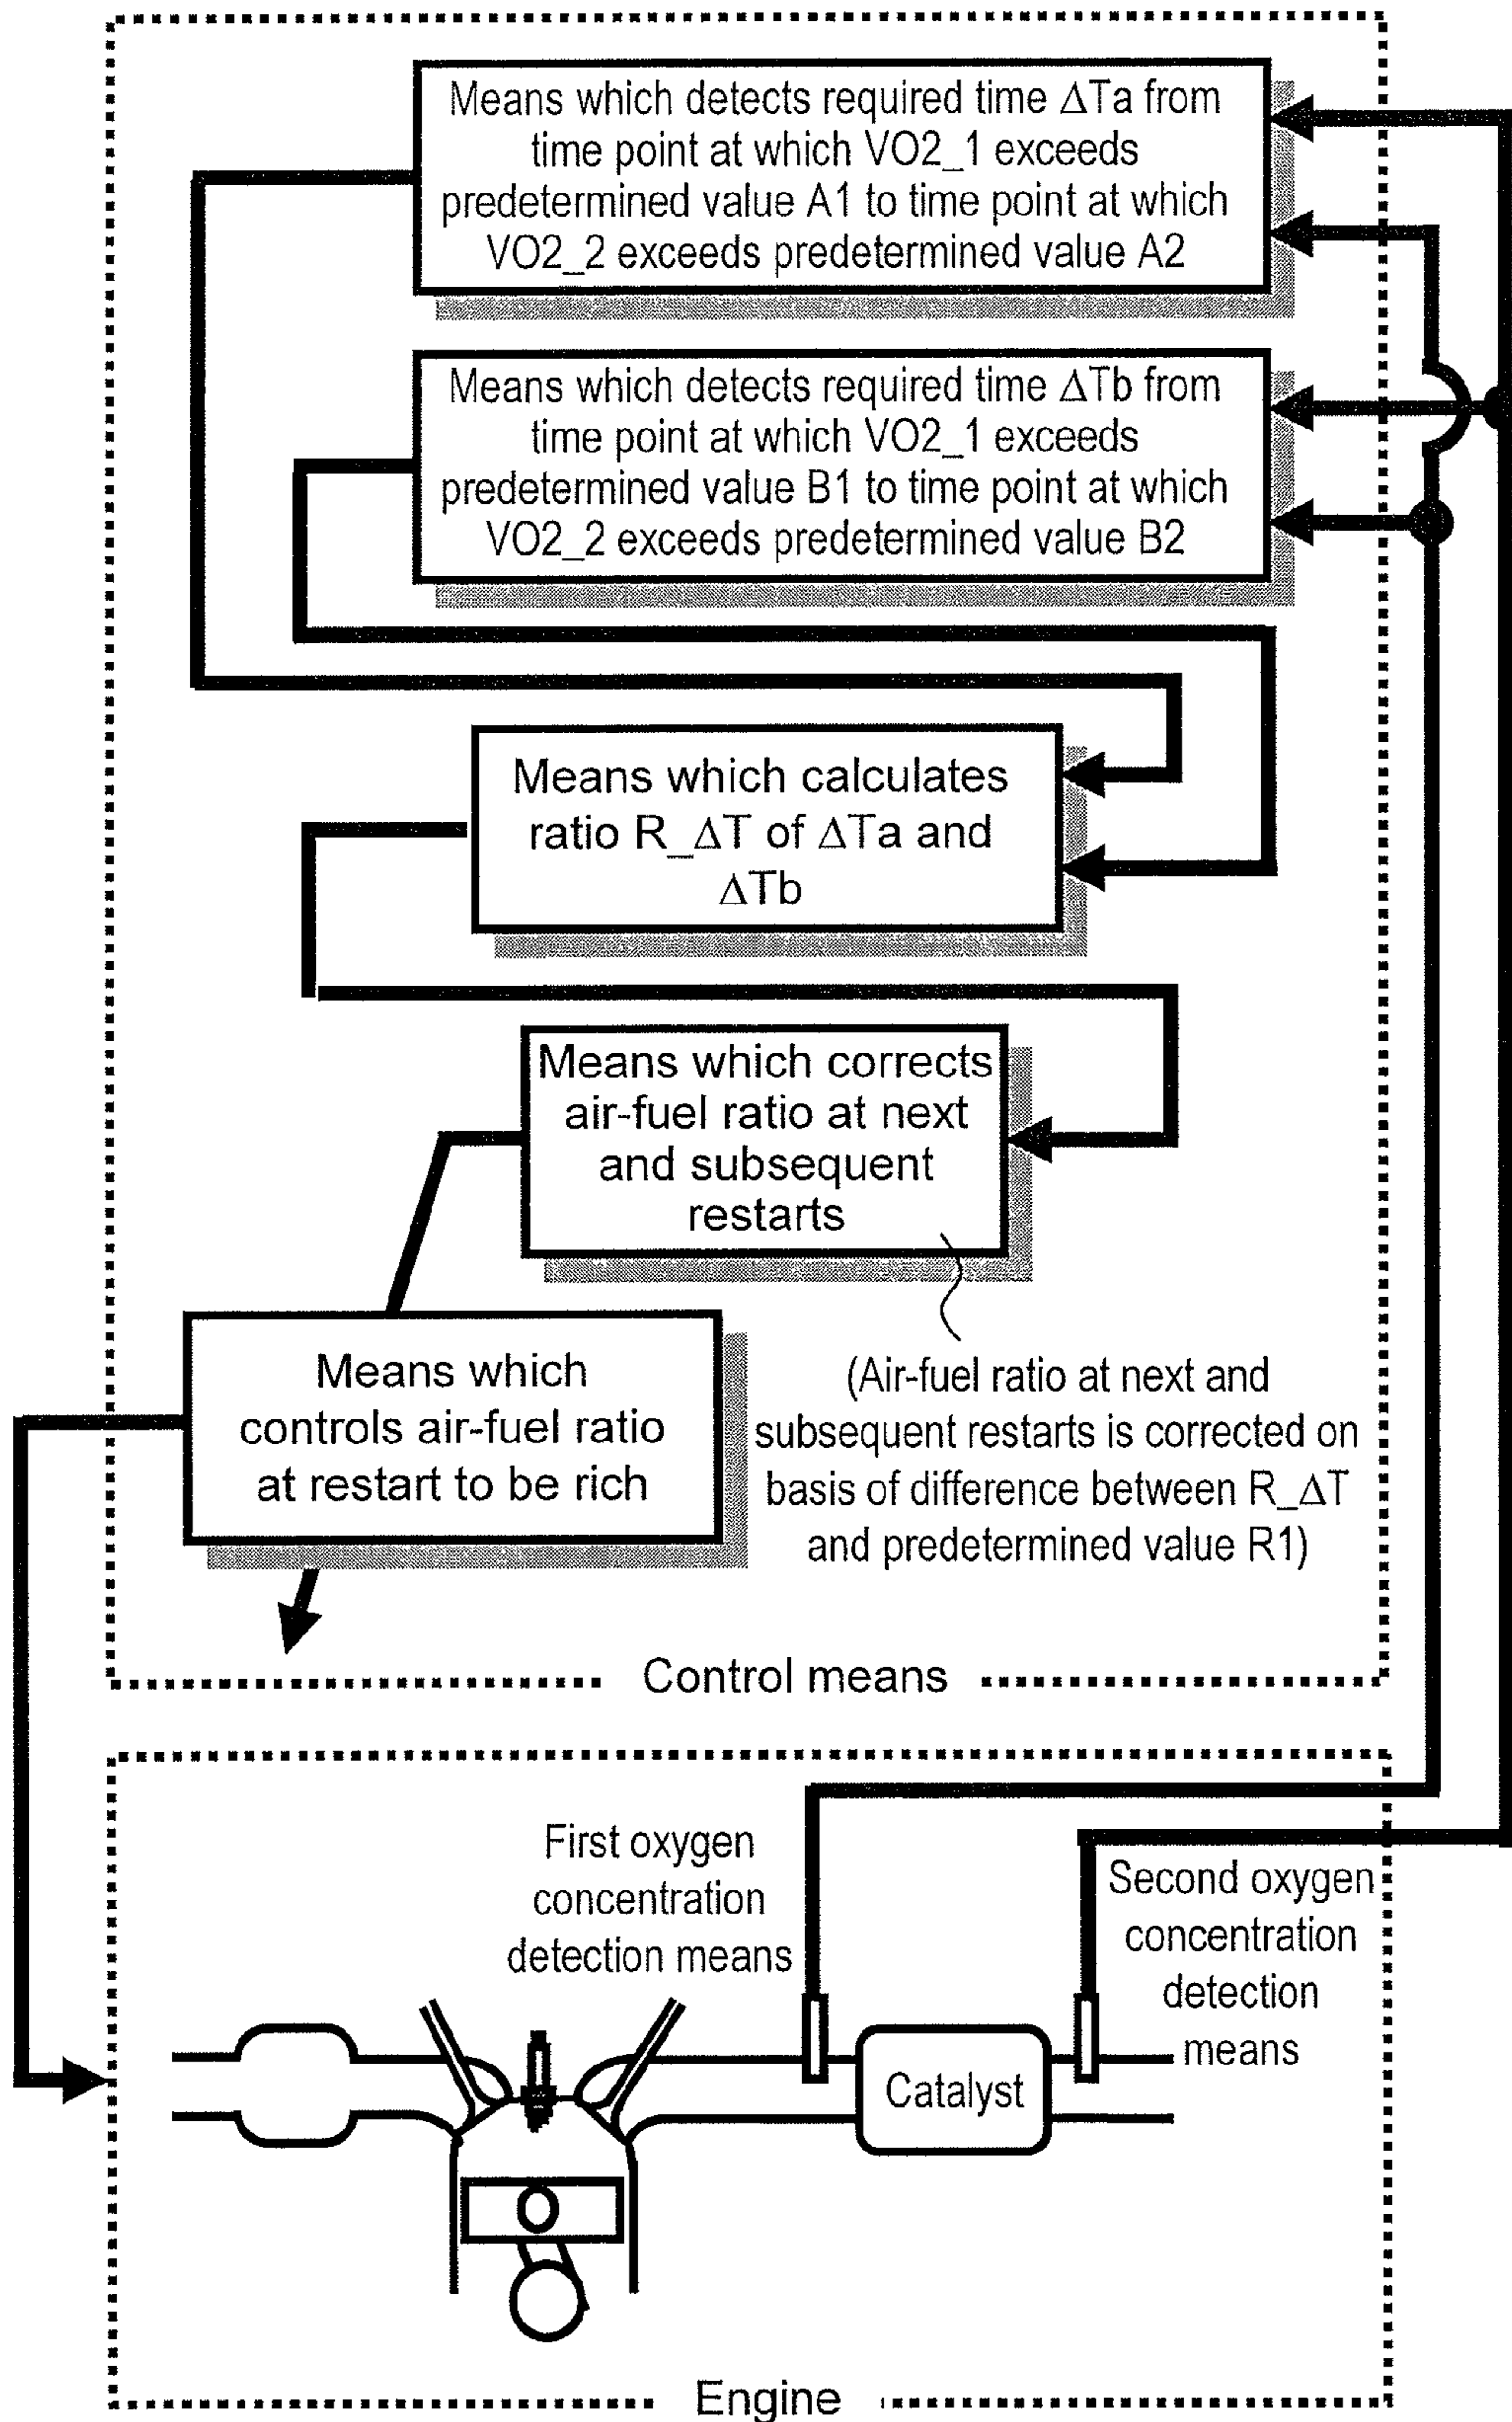 Means which detects required time ΔTa from
time point at which VO2_1 exceeds
predetermined value A1 to time point at which
VO2_2 exceeds predetermined value A2
Means which detects required time ΔTb from
time point at which VO2_1 exceeds
predetermined value B1 to time point at which
VO2_2 exceeds predetermined value B2
Means which calculates
ratio R_ΔT of ΔTa and
ΔTb
Means which corrects
air-fuel ratio at next
and subsequent
restarts
Means which
controls air-fuel ratio
at restart to be rich
(Air-fuel ratio at next and
subsequent restarts is corrected on
basis of difference between R_ΔT
and predetermined value R1)
Control means
First oxygen
concentration
detection means
Second oxygen
concentration
detection
means
Catalyst
Engine